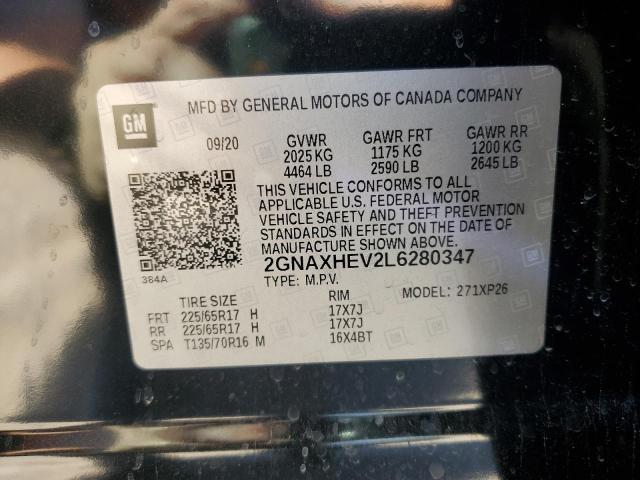 MFD BY GENERAL MOTORS OF CANADA COMPANY
GM
09/20 GVWR GAWR FRT GAWR RR
2025 KG 1175 KG 1200 KG
4464 LB 2590 LB 2645 LB
THIS VEHICLE CONFORMS TO ALL
APPLICABLE U.S. FEDERAL MOTOR
VEHICLE SAFETY AND THEFT PREVENTION
STANDARDS IN EFFECT ON THE DATE OF
MANUFACTURE SHOWN ABOVE.
2GNAXHEV2L6280347
384A
TYPE: M.P.V. MODEL: 271XP26
TIRE SIZE RIM
FRT 225/65R17 H 17X7J
RR 225/65R17 H 17X7J
SPA T135/70R16 M 16X4BT